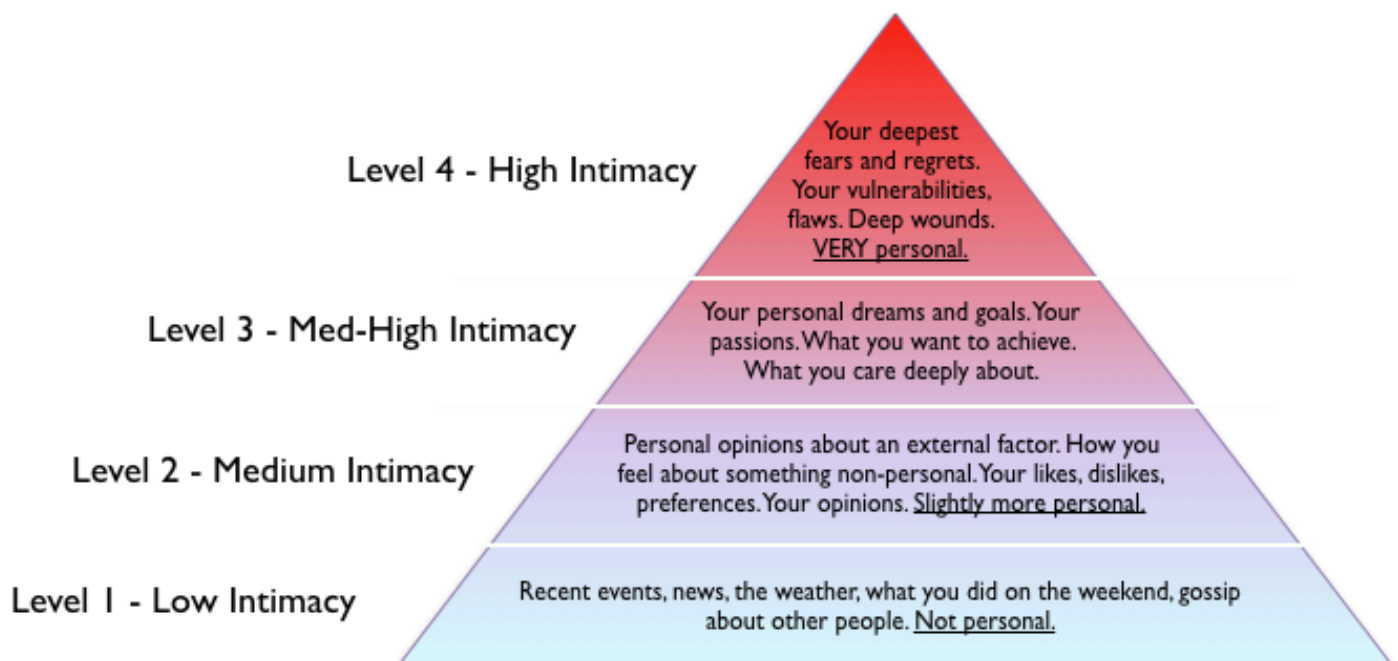 Level 4 - High Intimacy
Your deepest
fears and regrets.
Your vulnerabilities,
flaws. Deep wounds.
VERY personal.
Level 3 - Med-High Intimacy
Your personal dreams and goals. Your
passions. What you want to achieve.
What you care deeply about.
Level 2 - Medium Intimacy
Personal opinions about an external factor. How you
feel about something non-personal. Your likes, dislikes,
preferences. Your opinions. Slightly more personal.
Level 1 - Low Intimacy
Recent events, news, the weather, what you did on the weekend, gossip
about other people. Not personal.